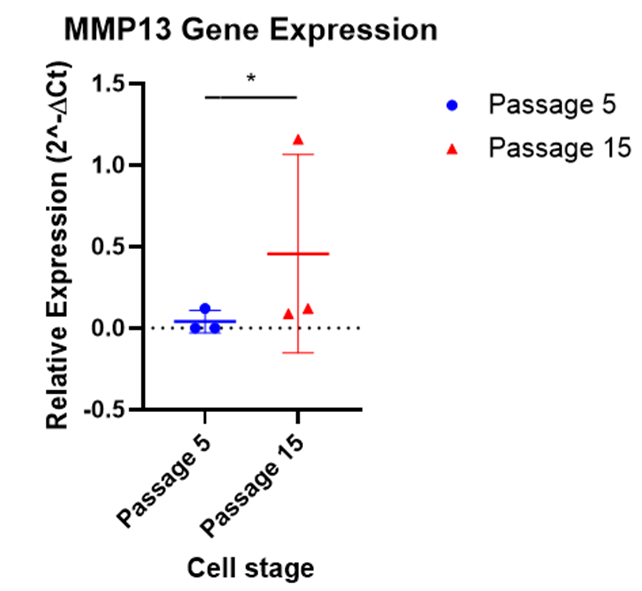 MMP13 Gene Expression
Relative Expression (2^-ΔCt)
1.5
1.0
0.5
0.0
-0.5
*
Passage 5
Passage 15
Cell stage
Passage 5
Passage 15